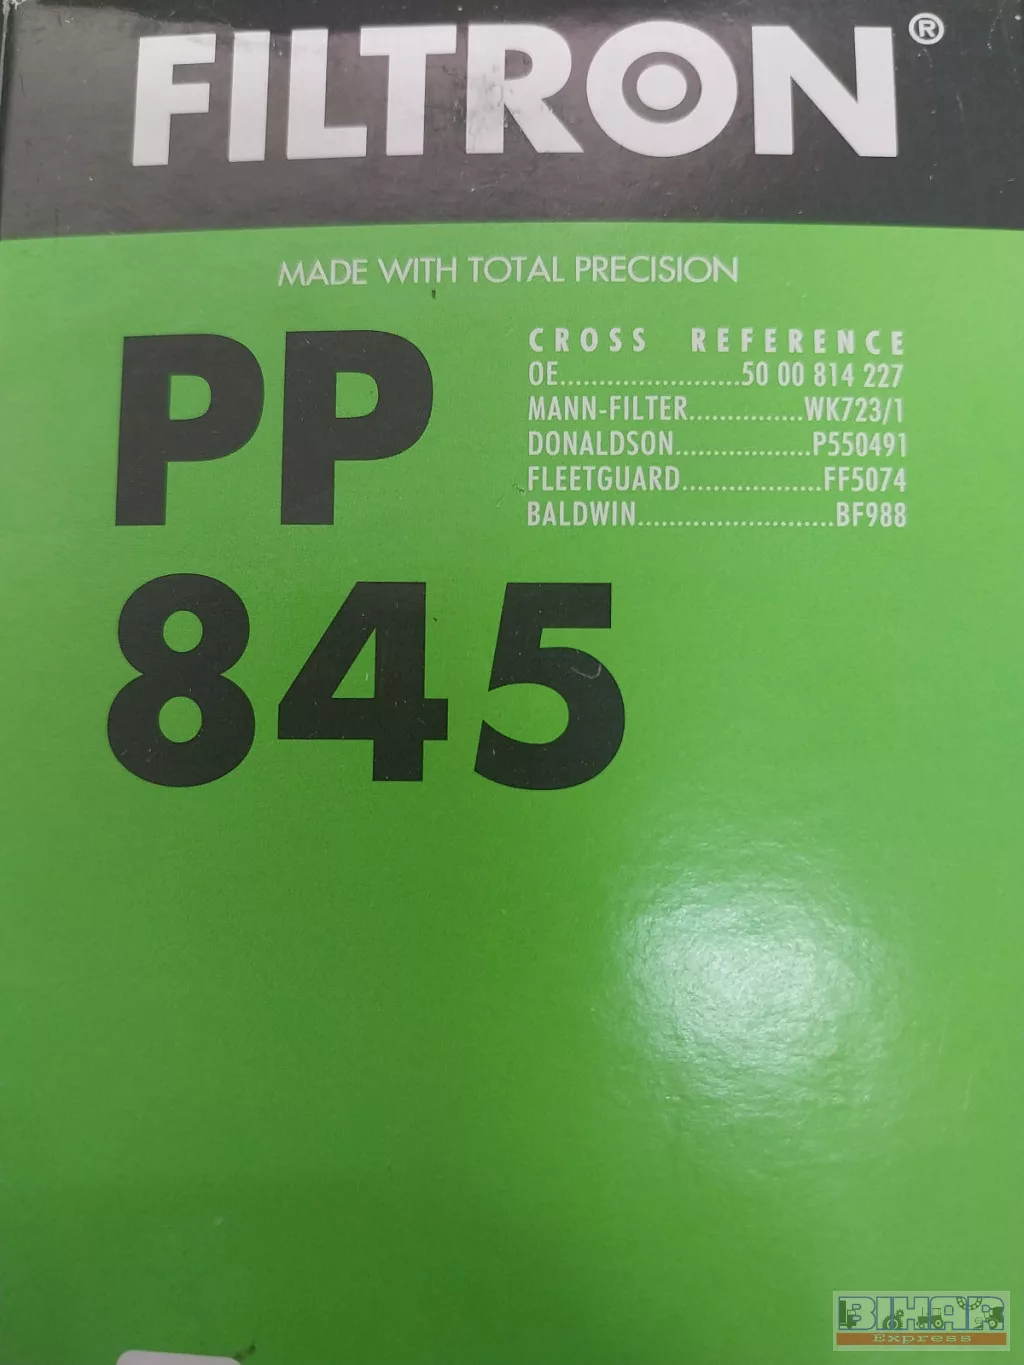 FILTRON®
MADE WITH TOTAL PRECISION
PP
845
CROSS REFERENCE
OE.......................50 00 814 227
MANN-FILTER..............WK723/1
DONALDSON.................P550491
FLEETGUARD..................FF5074
BALDWIN.........................BF988
BIHAR
Express